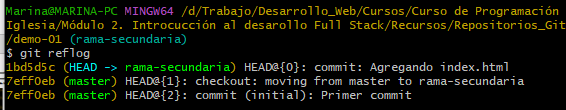 Marina@MARINA-PC MINGW64 /d/Trabajo/Desarrollo_Web/Cursos/Curso de Programación
Iglesia/Módulo 2. Introcucción al desarollo Full Stack/Recursos/Repositorios_Git
/demo-01 (rama-secundaria)
$ git reflog
1bd5d5c (HEAD -> rama-secundaria) HEAD@{0}: commit: Agregando index.html
7eff0eb (master) HEAD@{1}: checkout: moving from master to rama-secundaria
7eff0eb (master) HEAD@{2}: commit (initial): Primer commit